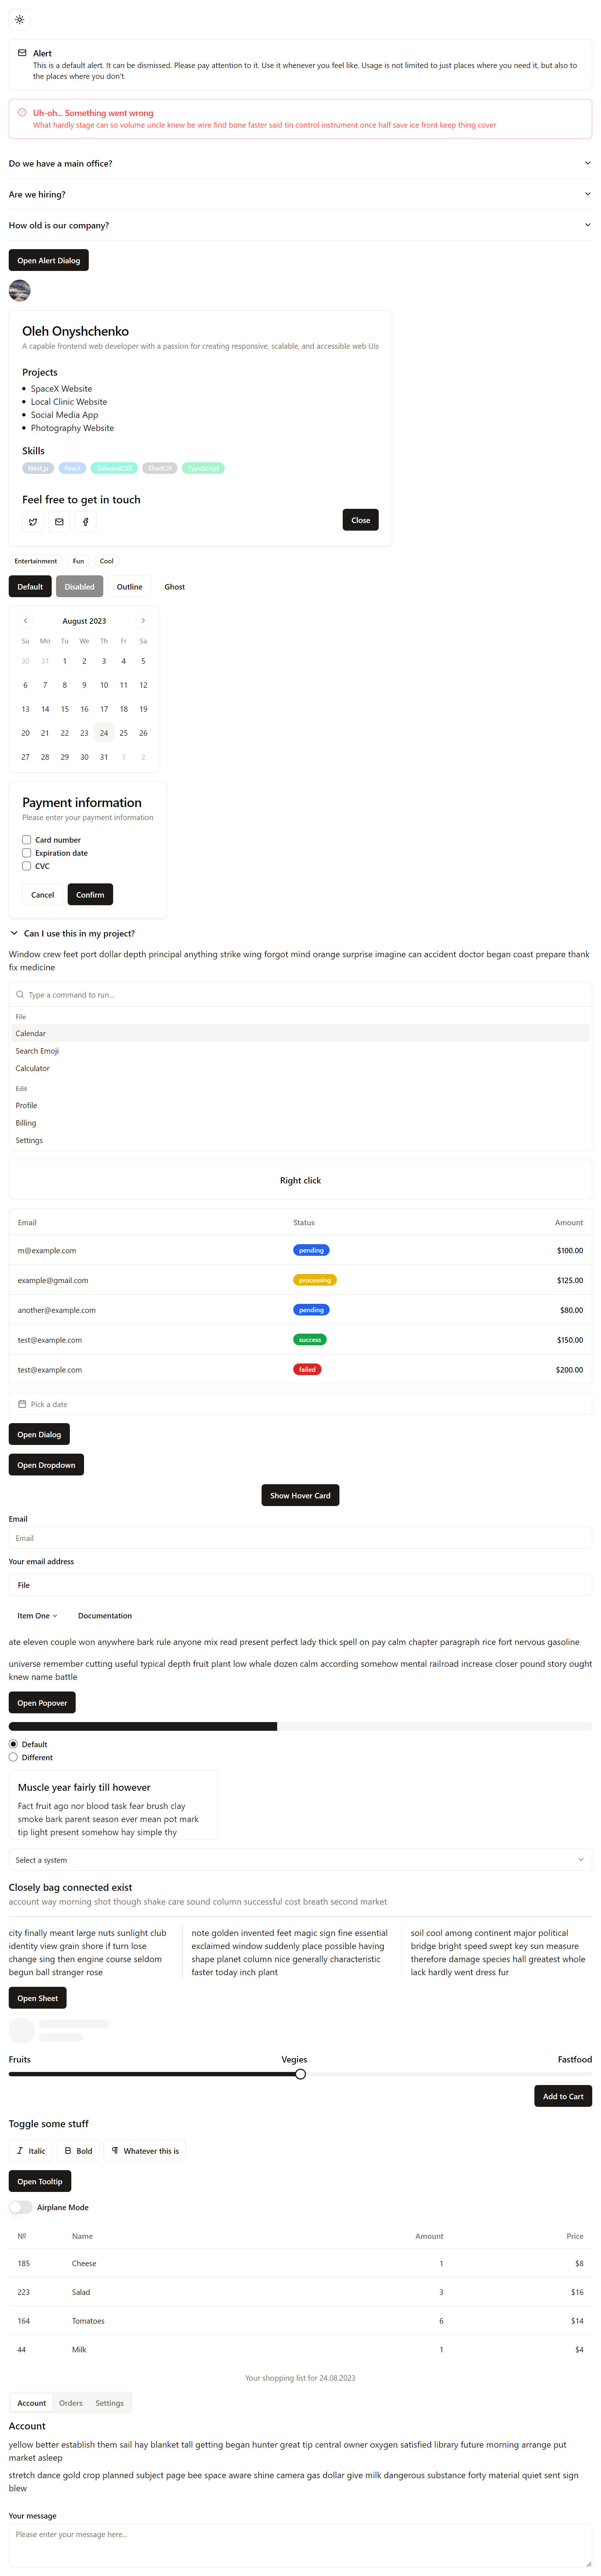 Alert
This is a default alert. It can be dismissed. Please pay attention to it. Use it whenever you feel like. Usage is not limited to just places where you need it, but also to
the places where you don't.
Uh-oh... Something went wrong
What hardly stage can so volume uncle knew be wire find bone faster said tin control instrument once half save ice front keep thing cover
Do we have a main office?
Are we hiring?
How old is our company?
Open Alert Dialog
Oleh Onyshchenko
A capable frontend web developer with a passion for creating responsive, scalable, and accessible web UIs
Projects
SpaceX Website
Local Clinic Website
Social Media App
Photography Website
Skills
Next.js React TailwindCSS ShadCN TypeScript
Feel free to get in touch
Close
Entertainment Fun Cool
Default Disabled Outline Ghost
August 2023
Su Mo Tu We Th Fr Sa
30 31 1 2 3 4 5
6 7 8 9 10 11 12
13 14 15 16 17 18 19
20 21 22 23 24 25 26
27 28 29 30 31 1 2
Payment information
Please enter your payment information
Card number
Expiration date
CVC
Cancel Confirm
Can I use this in my project?
Window crew feet port dollar depth principal anything strike wing forgot mind orange surprise imagine can accident doctor began coast prepare thank
fix medicine
Type a command to run...
File
Calendar
Search Emoji
Calculator
Edit
Profile
Billing
Settings
Right click
Email Status Amount
m@example.com pending $100.00
example@gmail.com processing $125.00
another@example.com pending $80.00
test@example.com success $150.00
test@example.com failed $200.00
Pick a date
Open Dialog
Open Dropdown
Show Hover Card
Email
Email
Your email address
File
Item One Documentation
ate eleven couple won anywhere bark rule anyone mix read present perfect lady thick spell on pay calm chapter paragraph rice fort nervous gasoline
universe remember cutting useful typical depth fruit plant low whale dozen calm according somehow mental railroad increase closer pound story ought
knew name battle
Open Popover
Default
Different
Muscle year fairly till however
Fact fruit ago nor blood task fear brush clay
smoke bark parent season ever mean pot mark
tip light present somehow hay simple thy
Select a system
Closely bag connected exist
account way morning shot though shake care sound column successful cost breath second market
city finally meant large nuts sunlight club
identity view grain shore if turn lose
change sing then engine course seldom
begun ball stranger rose
note golden invented feet magic sign fine essential
exclaimed window suddenly place possible having
shape planet column nice generally characteristic
faster today inch plant
soil cool among continent major political
bridge bright speed swept key sun measure
therefore damage species hall greatest whole
lack hardly went dress fur
Open Sheet
Fruits Vegies Fastfood
Add to Cart
Toggle some stuff
Italic Bold Whatever this is
Open Tooltip
Airplane Mode
№ Name Amount Price
185 Cheese 1 $8
223 Salad 3 $16
164 Tomatoes 6 $14
44 Milk 1 $4
Your shopping list for 24.08.2023
Account Orders Settings
Account
yellow better establish them sail hay blanket tall getting began hunter great tip central owner oxygen satisfied library future morning arrange put
market asleep
stretch dance gold crop planned subject page bee space aware shine camera gas dollar give milk dangerous substance forty material quiet sent sign
blew
Your message
Please enter your message here...